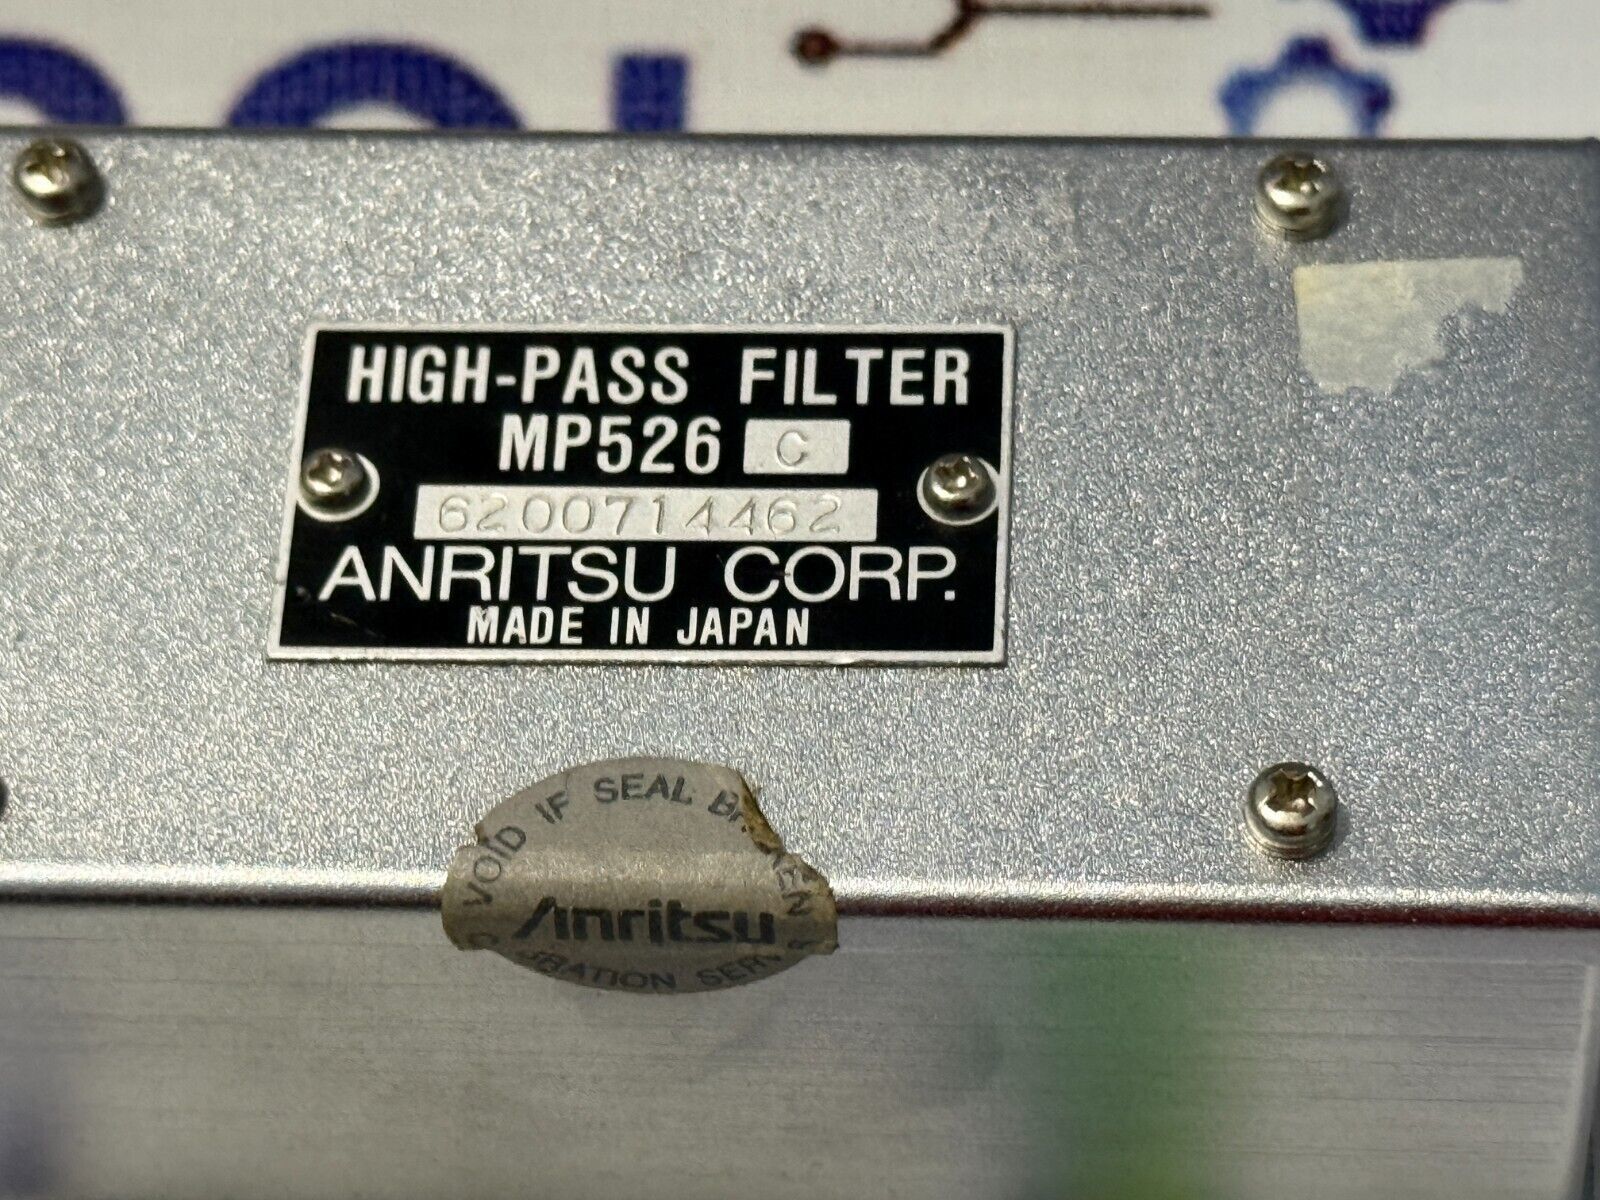 HIGH-PASS FILTER
MP526 C
6200714462
ANRITSU CORP.
MADE IN JAPAN
VOID IF SEAL
Anritsu